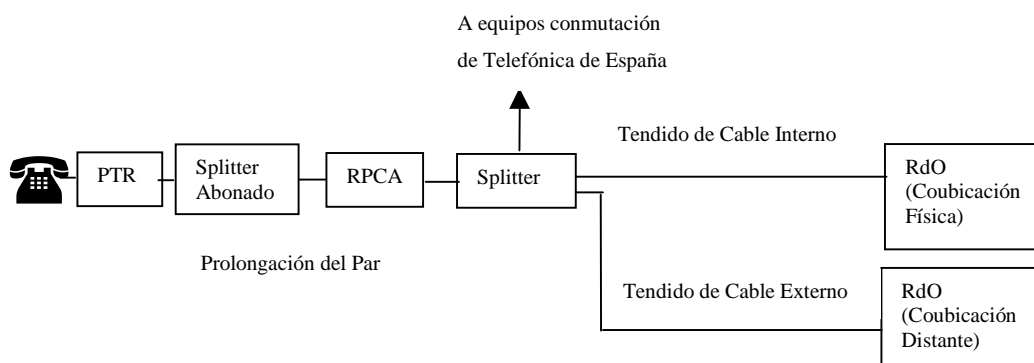 A equipos conmutación
de Telefónica de España
Tendido de Cable Interno
PTR
Splitter
Abonado
RPCA
Splitter
RdO
(Coubicación
Física)
Prolongación del Par
Tendido de Cable Externo
RdO
(Coubicación
Distante)